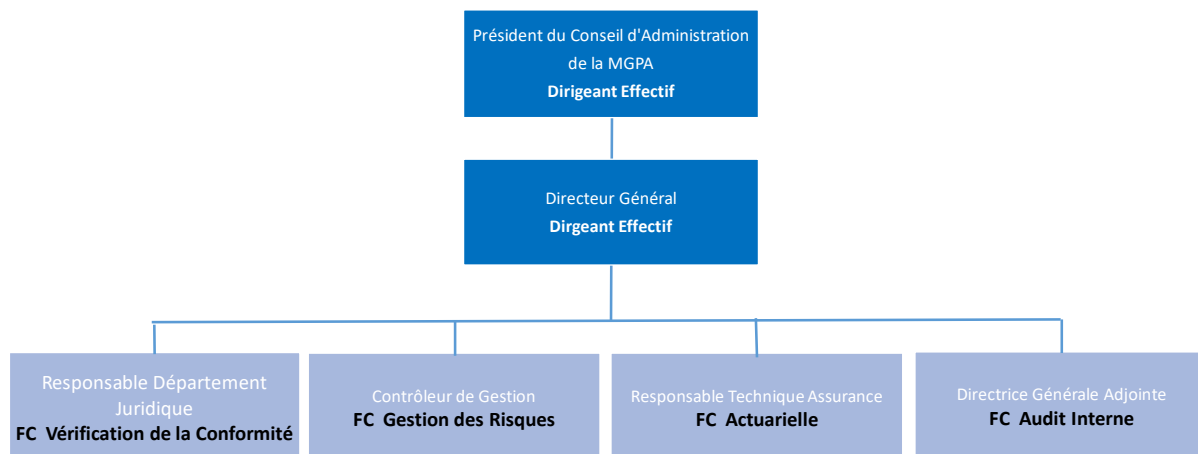 Président du Conseil d'Administration
de la MGPA
Dirigeant Effectif
Directeur Général
Dirgeant Effectif
Responsable Département
Juridique
FC Vérification de la Conformité
Contrôleur de Gestion
FC Gestion des Risques
Responsable Technique Assurance
FC Actuarielle
Directrice Générale Adjointe
FC Audit Interne